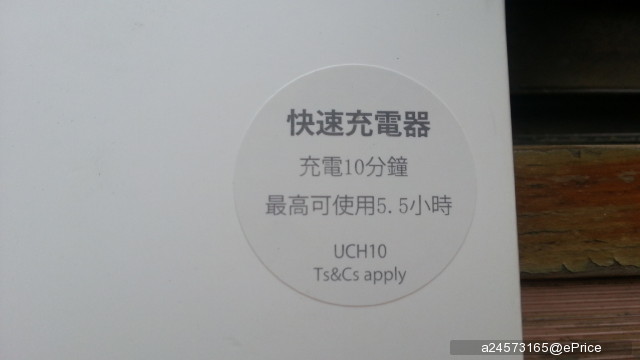 快速充電器
充電10分鐘
最高可使用5.5小時
UCH10
Ts&Cs apply
a24573165@ePrice